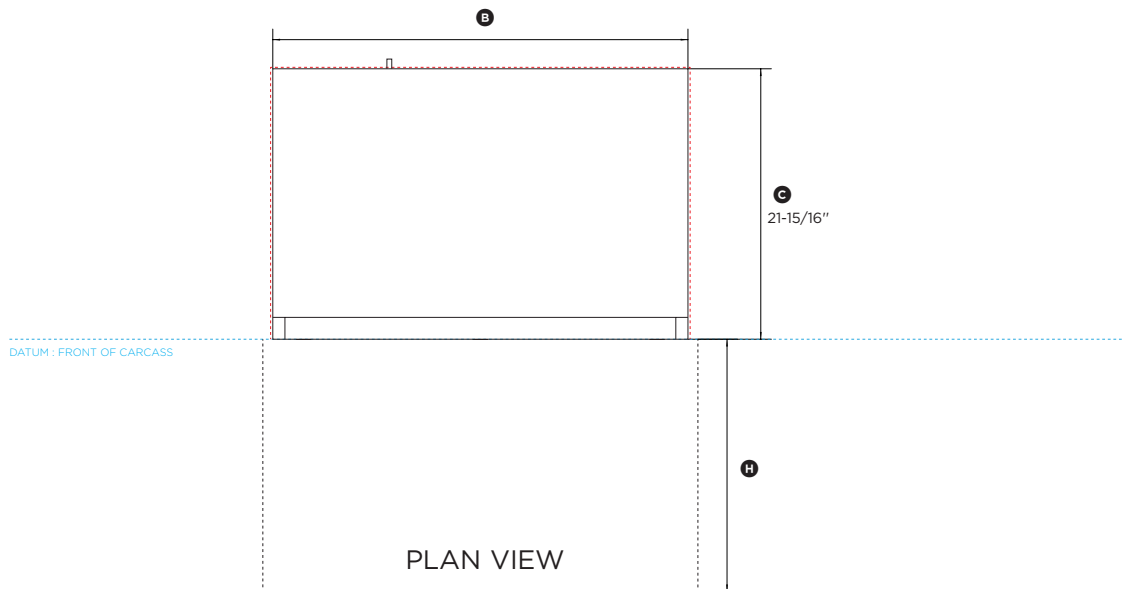 B
C
21-15/16"
DATUM : FRONT OF CARCASS
H
PLAN VIEW